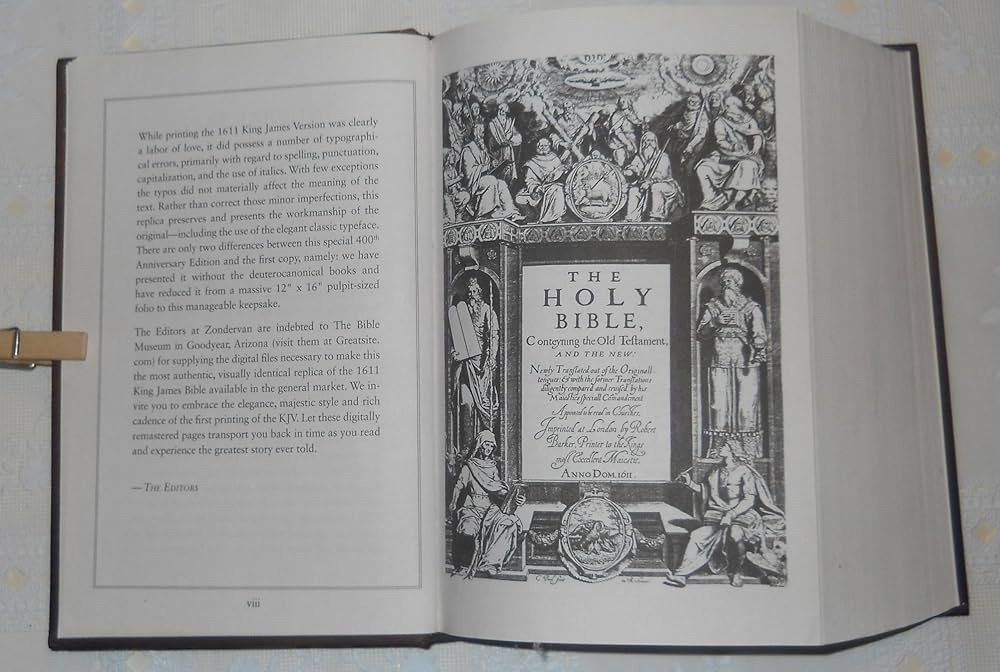 While printing the 1611 King James Version was clearly
a labor of love, it did possess a number of typographi-
cal errors, primarily with regard to spelling, punctuation,
capitalization, and the use of italics. With few exceptions
the typos did not materially affect the meaning of the
text. Rather than correct those minor imperfections, this
replica preserves and presents the workmanship of the
original—including the use of the elegant classic typeface.
There are only two differences between this special 400th
Anniversary Edition and the first copy, namely: we have
presented it without the deuterocanonical books and
have reduced it from a massive 12" x 16" pulpit-sized
folio to this manageable keepsake.
The Editors at Zondervan are indebted to The Bible
Museum in Goodyear, Arizona (visit them at Greatsite.
com) for supplying the digital files necessary to make this
the most authentic, visually identical replica of the 1611
King James Bible available in the general market. We in-
vite you to embrace the elegance, majestic style and rich
cadence of the first printing of the KJV. Let these digitally
remastered pages transport you back in time as you read
and experience the greatest story ever told.
— THE EDITORS
viii
THE
HOLY
BIBLE,
Conteyning the Old Testament,
AND THE NEW:
Newly Translated out of the Originall
tongues: & with the former Translations
diligently compared and revised by his
Maiesties speciall Comandement
Appointed to be read in Churches.
Imprinted at London by Robert
Barker, Printer to the Kings
most Excellent Maiestie.
ANNO DOM. 1611.